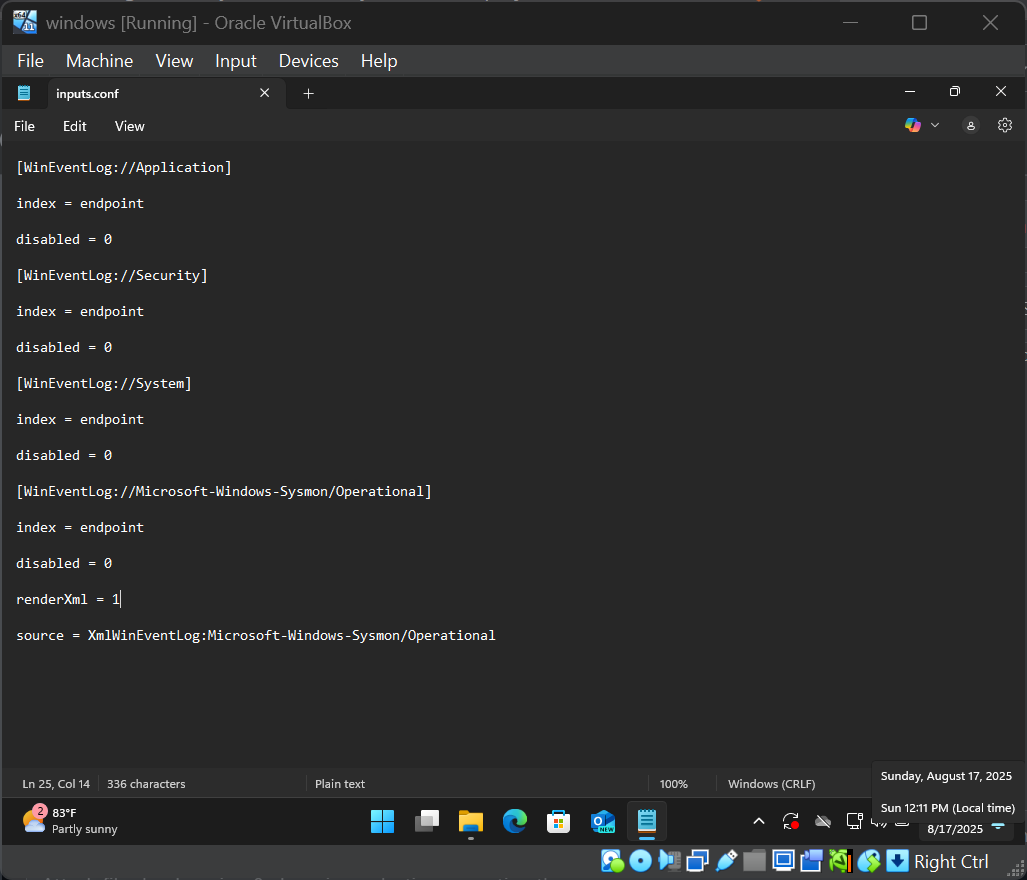 windows [Running] - Oracle VirtualBox
File Machine View Input Devices Help
inputs.conf
File Edit View
[WinEventLog://Application]
index = endpoint
disabled = 0
[WinEventLog://Security]
index = endpoint
disabled = 0
[WinEventLog://System]
index = endpoint
disabled = 0
[WinEventLog://Microsoft-Windows-Sysmon/Operational]
index = endpoint
disabled = 0
renderXml = 1
source = XmlWinEventLog:Microsoft-Windows-Sysmon/Operational
Ln 25, Col 14 336 characters Plain text 100% Windows (CRLF)
Sunday, August 17, 2025
Sun 12:11 PM (Local time)
2 83°F
Partly sunny
NEW
8/17/2025
Right Ctrl